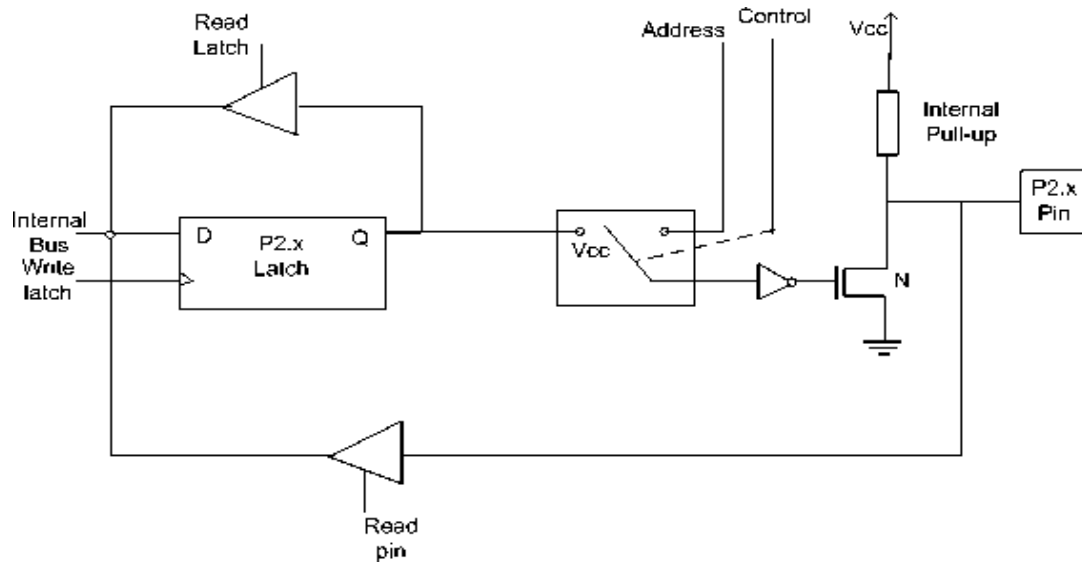 Read
Latch
Control
Address
Vcc
Internal
Pull-up
P2.x
Pin
Internal
Bus
Write
latch
D
Q
P2.x
Latch
Vcc
N
Read
pin